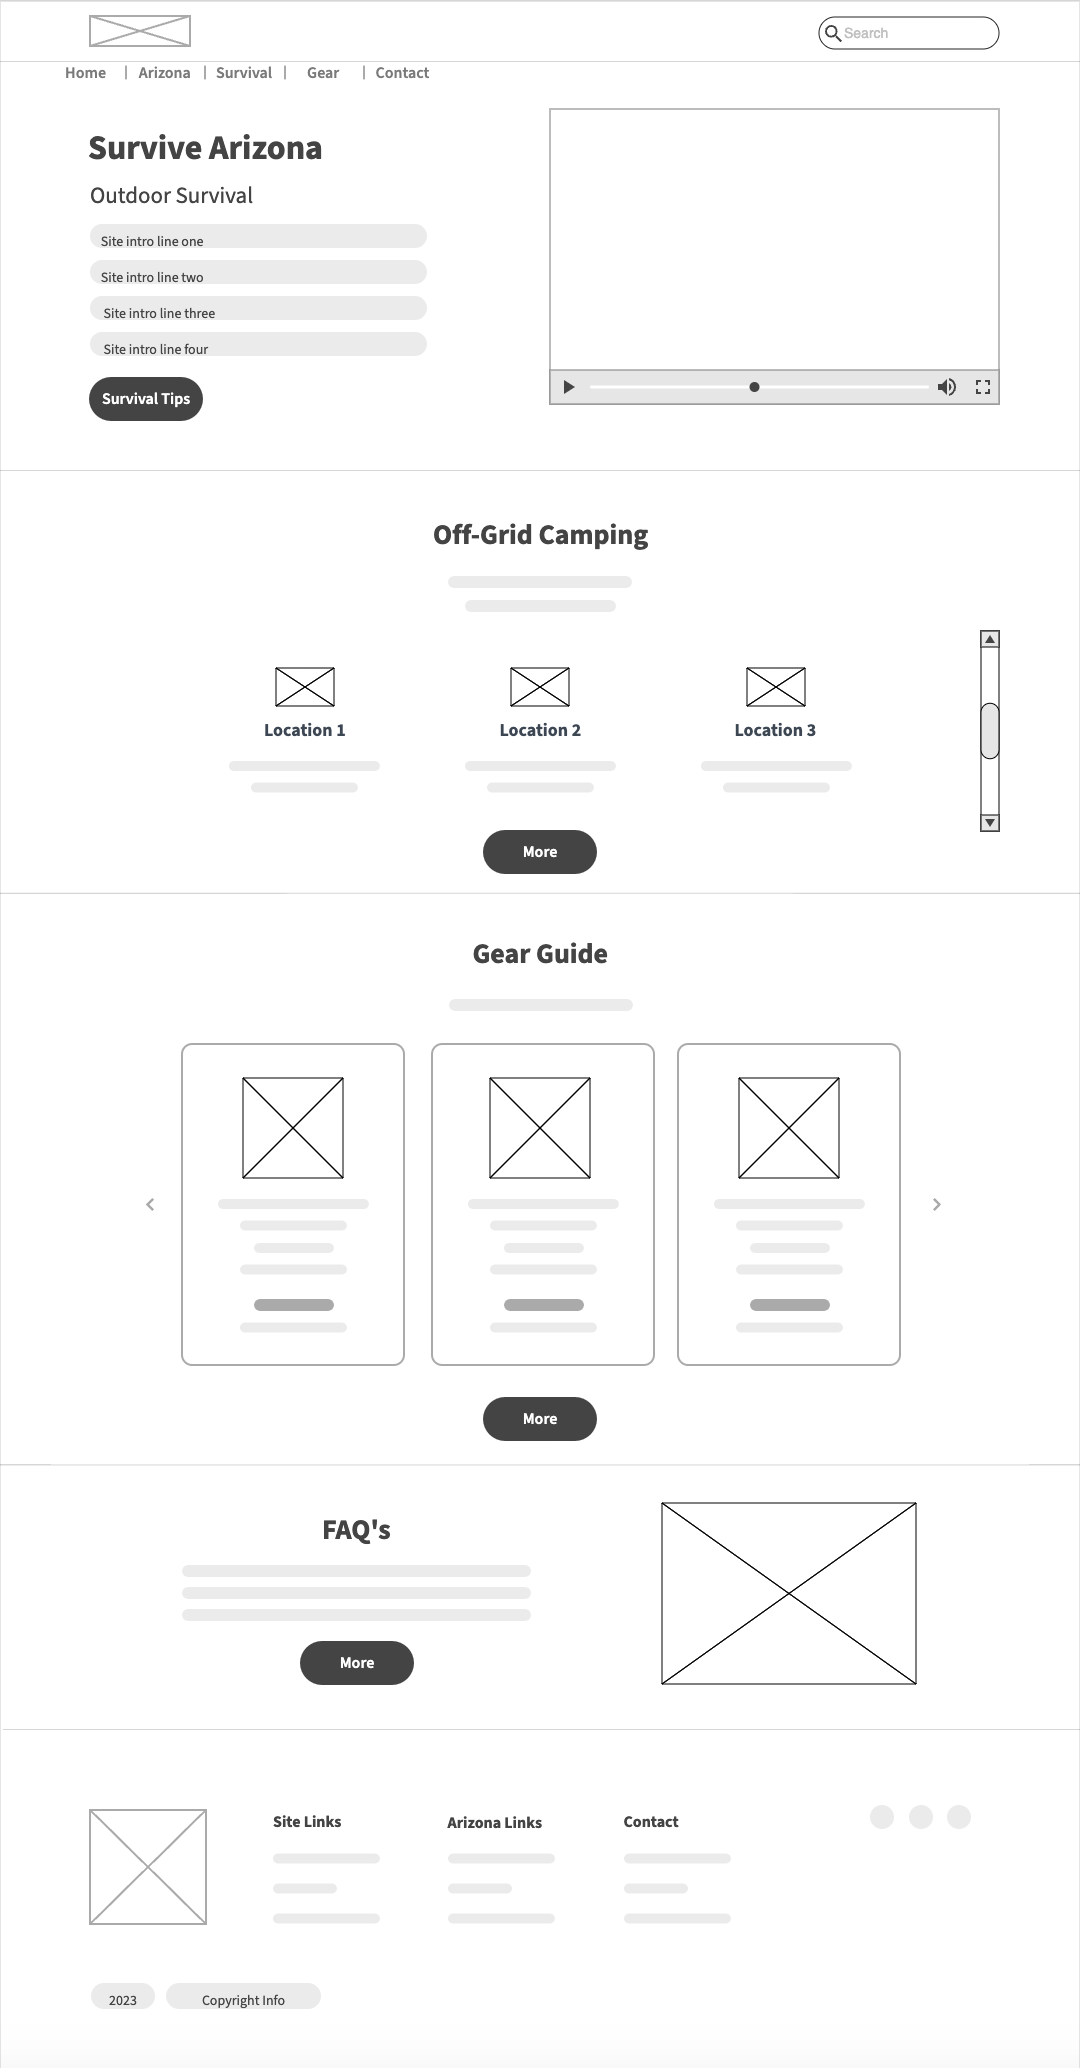 Search
Home | Arizona | Survival | Gear | Contact
Survive Arizona
Outdoor Survival
Site intro line one
Site intro line two
Site intro line three
Site intro line four
Survival Tips
Off-Grid Camping
Location 1
Location 2
Location 3
More
Gear Guide
More
FAQ's
More
Site Links
Arizona Links
Contact
2023
Copyright Info